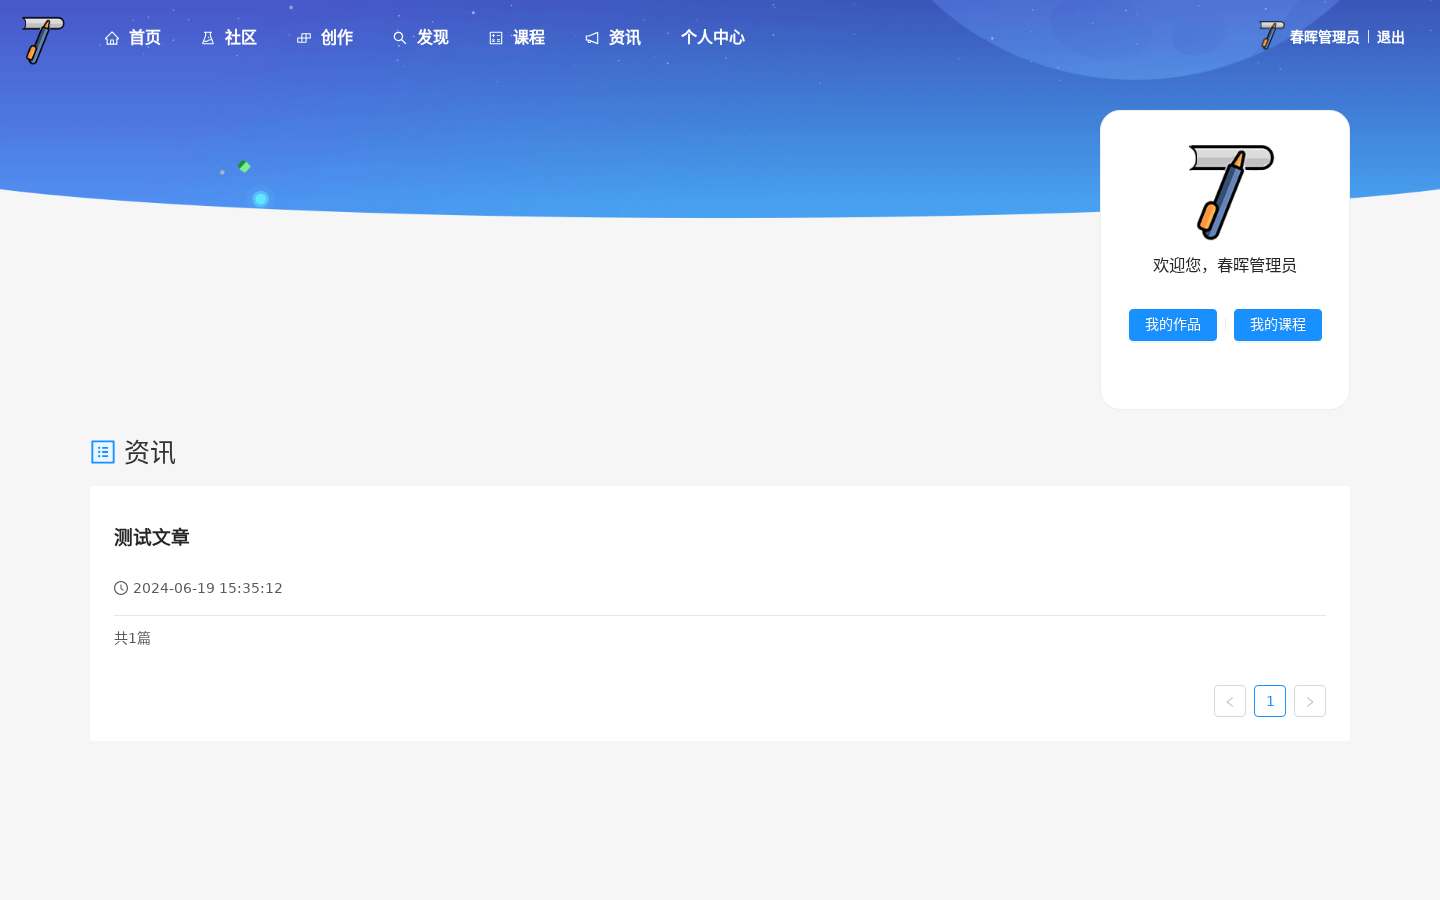 首页 社区 创作 发现 课程 资讯 个人中心 春晖管理员 退出
欢迎您，春晖管理员
我的作品 我的课程
资讯
测试文章
2024-06-19 15:35:12
共1篇
1